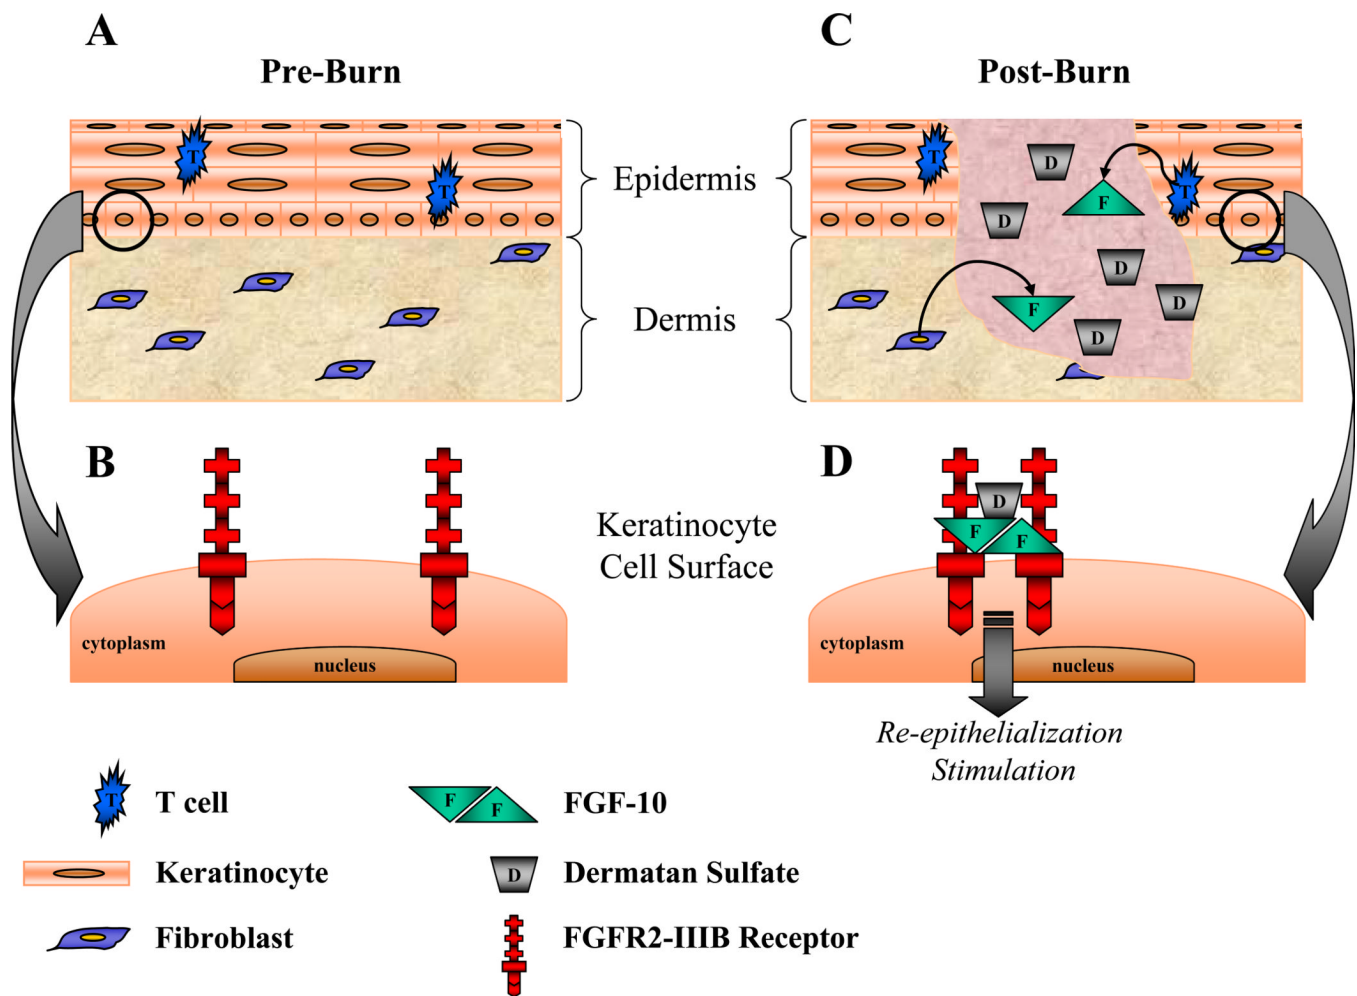 A
Pre-Burn
T
T
Epidermis
Dermis
C
Post-Burn
T
D
F
T
D
D
F
D
D
B
cytoplasm
nucleus
Keratinocyte
Cell Surface
D
D
F
F
cytoplasm
nucleus
Re-epithelialization
Stimulation
T
T cell
F
F
FGF-10
Keratinocyte
D
Dermatan Sulfate
Fibroblast
FGFR2-IIIB Receptor